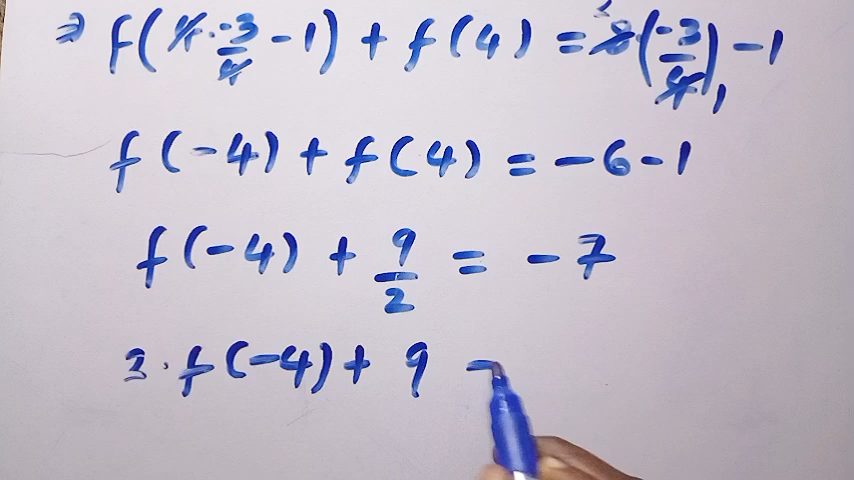 ⇒ f(4·-3/4 - 1) + f(4) = 8·(-3/4) - 1
f(-4) + f(4) = -6 - 1
f(-4) + 9/2 = -7
2·f(-4) + 9 =